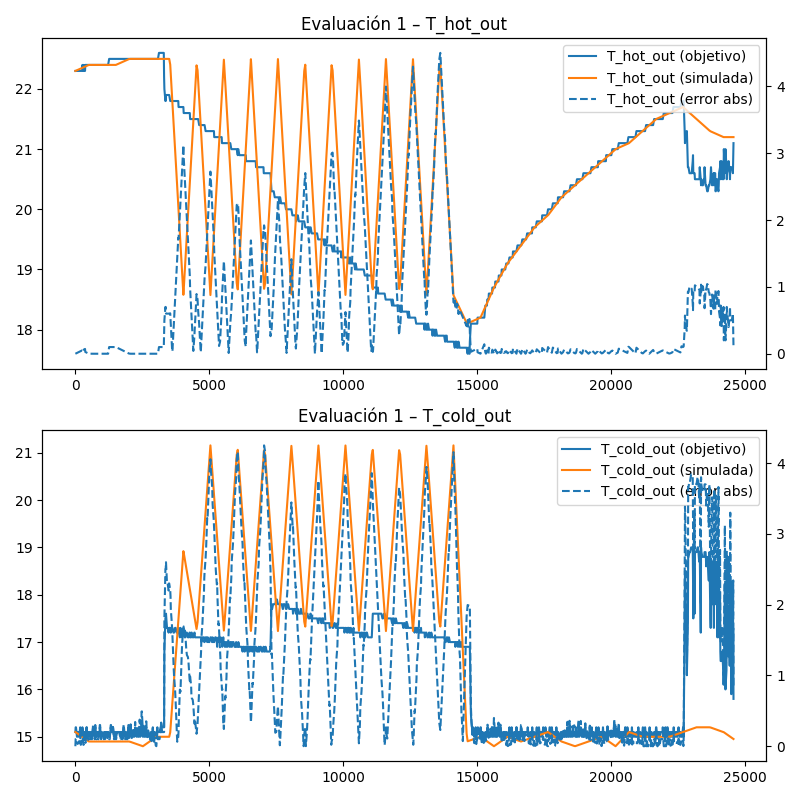 Evaluación 1 – T_hot_out
T_hot_out (objetivo)
T_hot_out (simulada)
T_hot_out (error abs)
22
21
20
19
18
4
3
2
1
0
0 5000 10000 15000 20000 25000
Evaluación 1 – T_cold_out
T_cold_out (objetivo)
T_cold_out (simulada)
T_cold_out (error abs)
21
20
19
18
17
16
15
4
3
2
1
0
0 5000 10000 15000 20000 25000